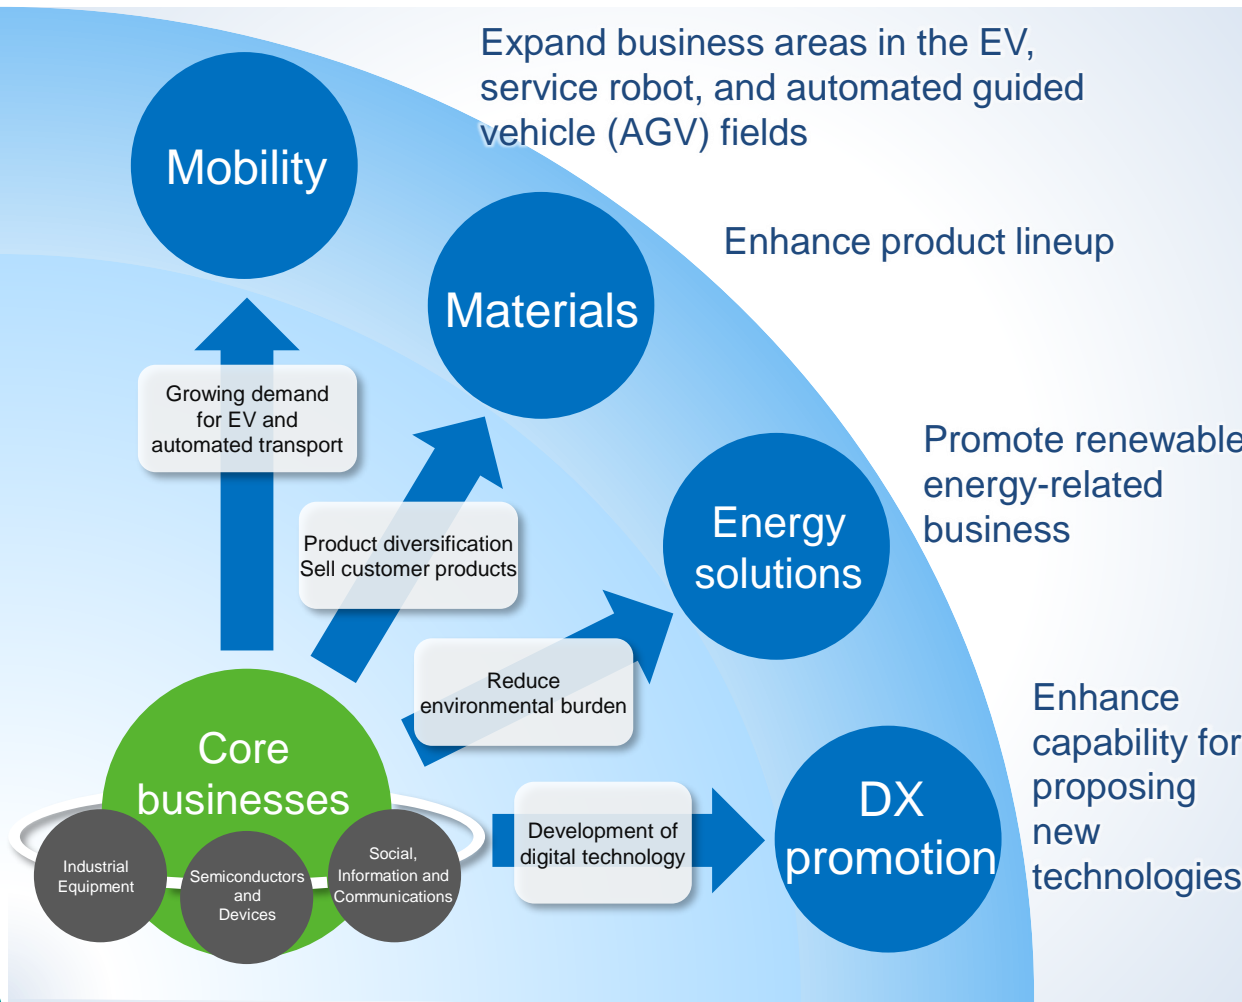 Expand business areas in the EV,
service robot, and automated guided
vehicle (AGV) fields
Mobility
Enhance product lineup
Materials
Growing demand
for EV and
automated transport
Promote renewable
energy-related
business
Energy
solutions
Product diversification
Sell customer products
Reduce
environmental burden
Enhance
capability for
proposing
new
technologies
Core
businesses
DX
promotion
Development of
digital technology
Industrial
Equipment
Semiconductors
and
Devices
Social,
Information and
Communications